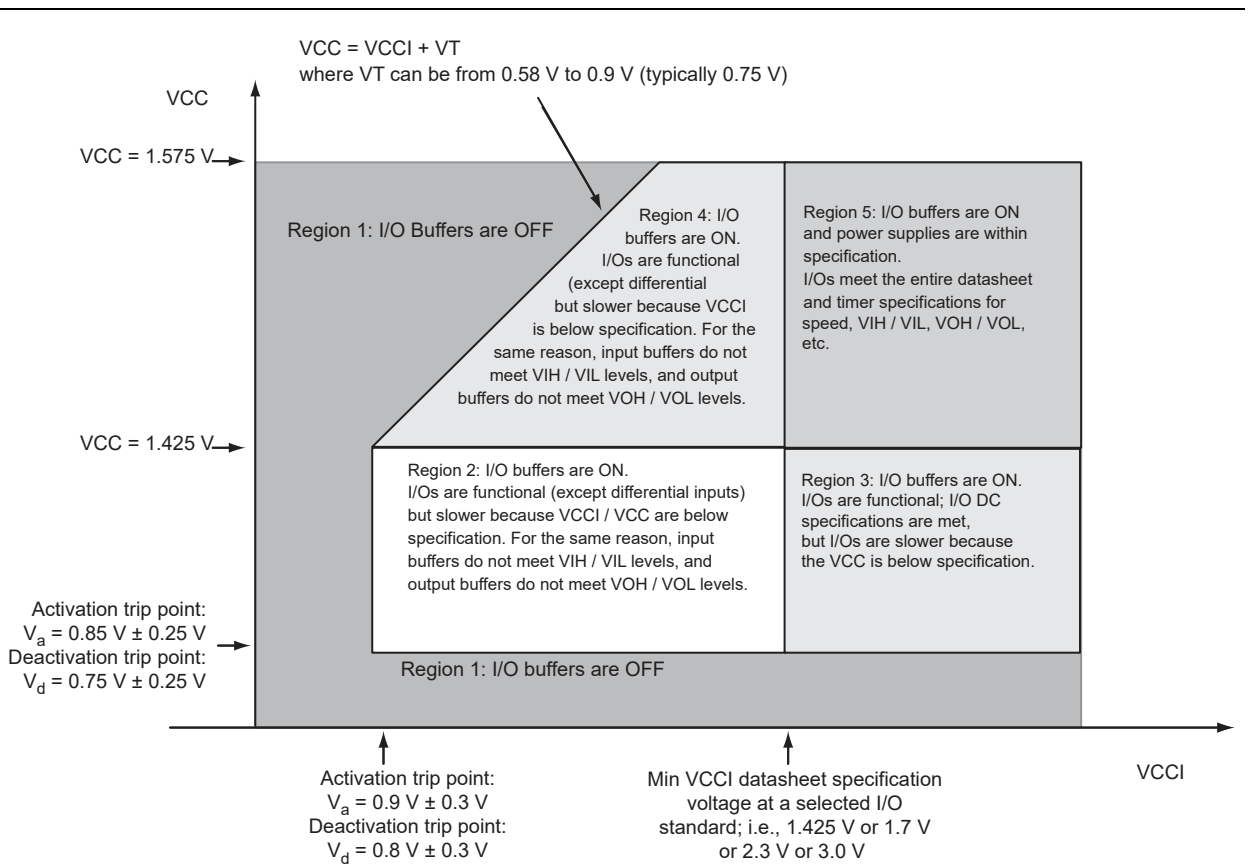 VCC = VCCI + VT
where VT can be from 0.58 V to 0.9 V (typically 0.75 V)
VCC
VCC = 1.575 V
Region 1: I/O Buffers are OFF
Region 4: I/O
buffers are ON.
I/Os are functional
(except differential
but slower because VCCI
is below specification. For the
same reason, input buffers do not
meet VIH / VIL levels, and output
buffers do not meet VOH / VOL levels.
Region 5: I/O buffers are ON
and power supplies are within
specification.
I/Os meet the entire datasheet
and timer specifications for
speed, VIH / VIL, VOH / VOL,
etc.
VCC = 1.425 V
Region 2: I/O buffers are ON.
I/Os are functional (except differential inputs)
but slower because VCCI / VCC are below
specification. For the same reason, input
buffers do not meet VIH / VIL levels, and
output buffers do not meet VOH / VOL levels.
Region 3: I/O buffers are ON.
I/Os are functional; I/O DC
specifications are met,
but I/Os are slower because
the VCC is below specification.
Activation trip point:
Va = 0.85 V ± 0.25 V
Deactivation trip point:
Vd = 0.75 V ± 0.25 V
Region 1: I/O buffers are OFF
Activation trip point:
Va = 0.9 V ± 0.3 V
Deactivation trip point:
Vd = 0.8 V ± 0.3 V
Min VCCI datasheet specification
voltage at a selected I/O
standard; i.e., 1.425 V or 1.7 V
or 2.3 V or 3.0 V
VCCI